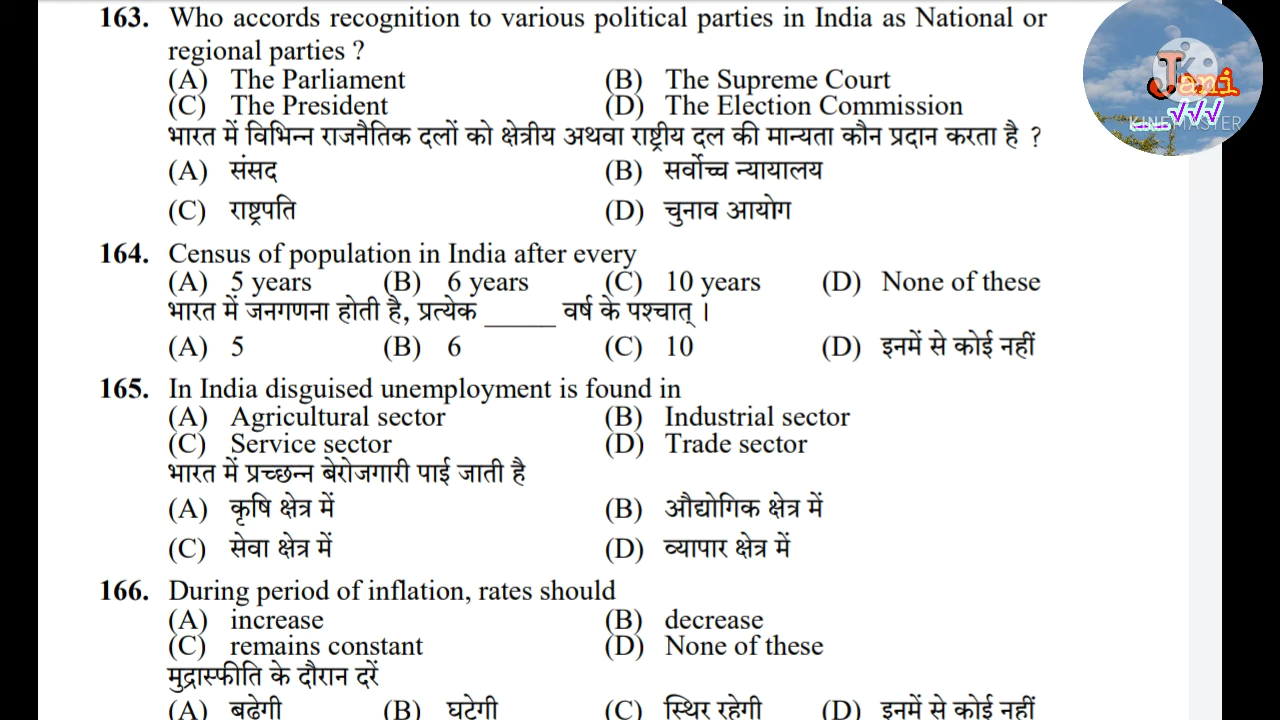 163. Who accords recognition to various political parties in India as National or
regional parties ?
(A) The Parliament (B) The Supreme Court
(C) The President (D) The Election Commission
भारत में विभिन्न राजनैतिक दलों को क्षेत्रीय अथवा राष्ट्रीय दल की मान्यता कौन प्रदान करता है ?
(A) संसद (B) सर्वोच्च न्यायालय
(C) राष्ट्रपति (D) चुनाव आयोग
164. Census of population in India after every
(A) 5 years (B) 6 years (C) 10 years (D) None of these
भारत में जनगणना होती है, प्रत्येक _____ वर्ष के पश्चात् ।
(A) 5 (B) 6 (C) 10 (D) इनमें से कोई नहीं
165. In India disguised unemployment is found in
(A) Agricultural sector (B) Industrial sector
(C) Service sector (D) Trade sector
भारत में प्रच्छन्न बेरोजगारी पाई जाती है
(A) कृषि क्षेत्र में (B) औद्योगिक क्षेत्र में
(C) सेवा क्षेत्र में (D) व्यापार क्षेत्र में
166. During period of inflation, rates should
(A) increase (B) decrease
(C) remains constant (D) None of these
मुद्रास्फीति के दौरान दरें
(A) बढ़ेगी (B) घटेगी (C) स्थिर रहेगी (D) इनमें से कोई नहीं
Jani
KINEMASTER